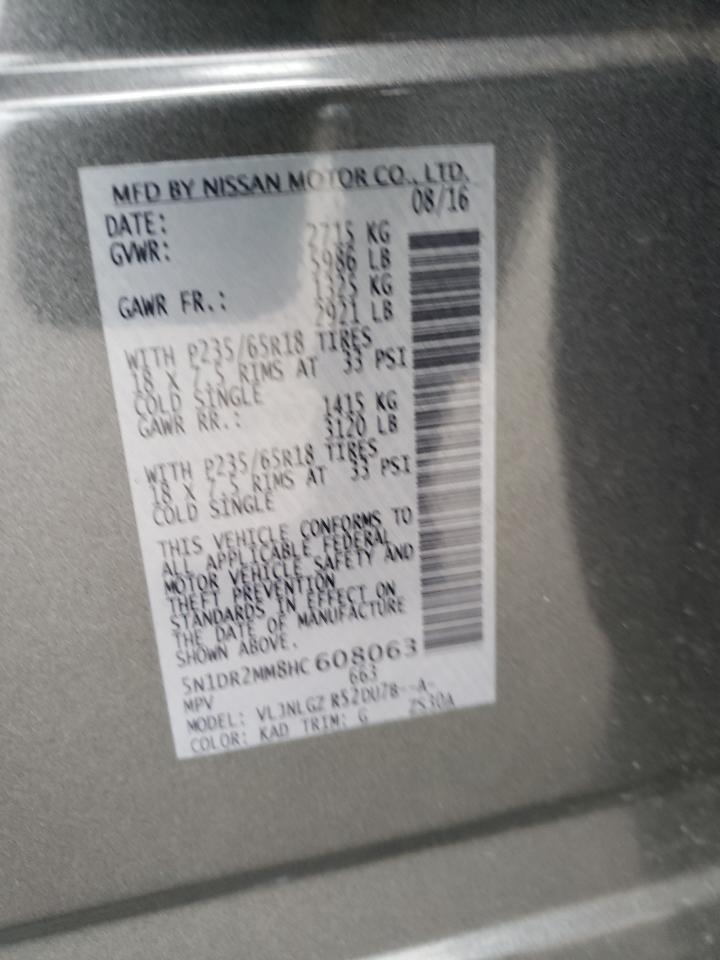 MFD BY NISSAN MOTOR CO., LTD.
DATE: 08/16
GVWR: 2715 KG
5986 LB
GAWR FR.: 1325 KG
2921 LB
WITH P235/65R18 TIRES
18 X 7.5 RIMS AT 33 PSI
COLD SINGLE
GAWR RR.: 1415 KG
3120 LB
WITH P235/65R18 TIRES
18 X 7.5 RIMS AT 33 PSI
COLD SINGLE
THIS VEHICLE CONFORMS TO
ALL APPLICABLE FEDERAL
MOTOR VEHICLE SAFETY AND
THEFT PREVENTION
STANDARDS IN EFFECT ON
THE DATE OF MANUFACTURE
SHOWN ABOVE.
5N1DR2MM8HC608063
MPV 663
MODEL: VLJNLGZ R52DUZB--A-
COLOR: KAD TRIM: G ZS30A